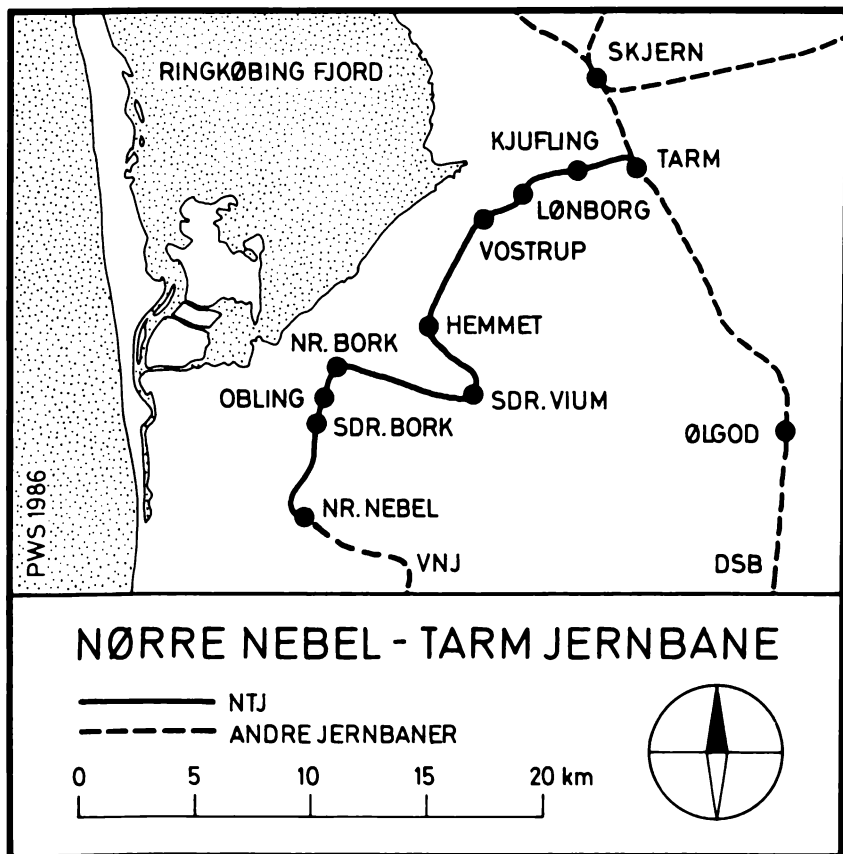 RINGKØBING FJORD
SKJERN
KJUFLING
TARM
LØNBORG
VOSTRUP
HEMMET
NR. BORK
OBLING
SDR. VIUM
SDR. BORK
ØLGOD
NR. NEBEL
PWS 1986
VNJ
DSB
NØRRE NEBEL - TARM JERNBANE
NTJ
ANDRE JERNBANER
0 5 10 15 20 km